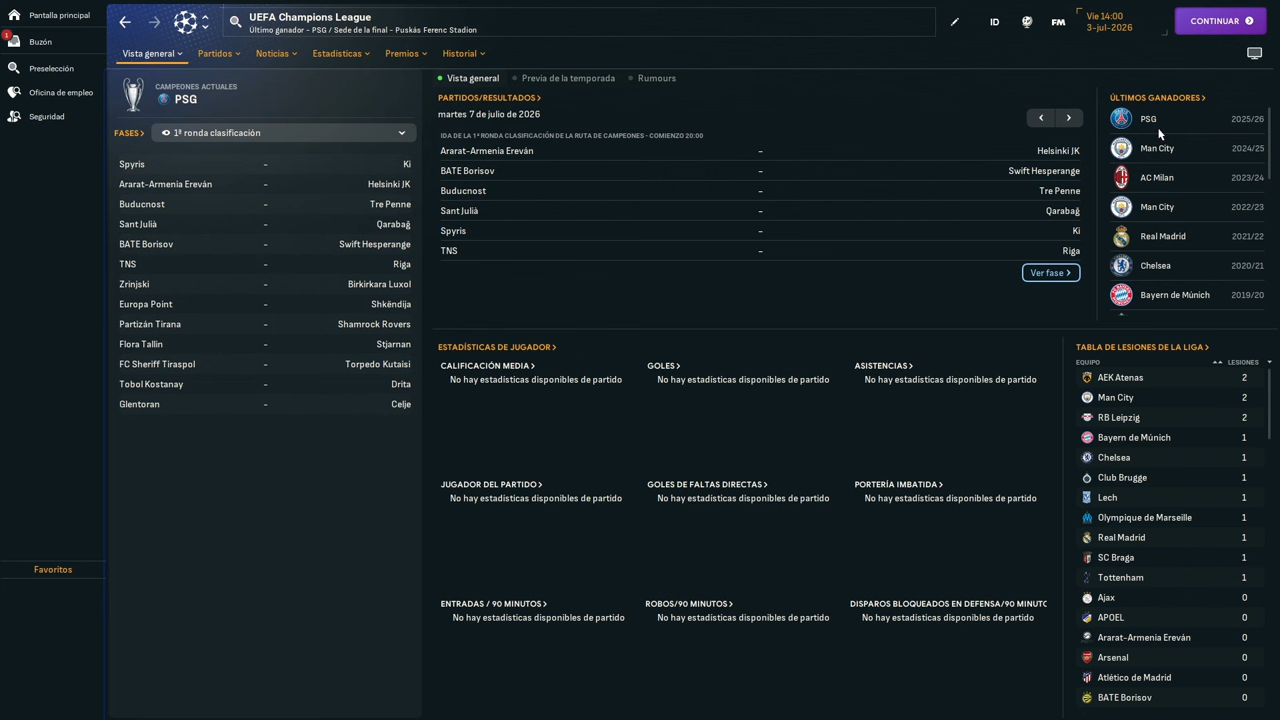 Pantalla principal
1
Buzón
Preselección
Oficina de empleo
Seguridad
Favoritos
UEFA Champions League
Último ganador - PSG / Sede de la final - Puskás Ferenc Stadion
ID
FM
Vie 14:00
3-jul-2026
CONTINUAR
Vista general
Partidos
Noticias
Estadísticas
Premios
Historial
CAMPEONES ACTUALES
PSG
FASES
1ª ronda clasificación
Spyris - Ki
Ararat-Armenia Ereván - Helsinki JK
Buducnost - Tre Penne
Sant Julià - Qarabağ
BATE Borisov - Swift Hesperange
TNS - Riga
Zrinjski - Birkirkara Luxol
Europa Point - Shkëndija
Partizán Tirana - Shamrock Rovers
Flora Tallin - Stjarnan
FC Sheriff Tiraspol - Torpedo Kutaisi
Tobol Kostanay - Drita
Glentoran - Celje
Vista general
Previa de la temporada
Rumours
PARTIDOS/RESULTADOS
martes 7 de julio de 2026
IDA DE LA 1ª RONDA CLASIFICACIÓN DE LA RUTA DE CAMPEONES - COMIENZO 20:00
Ararat-Armenia Ereván – Helsinki JK
BATE Borisov – Swift Hesperange
Buducnost – Tre Penne
Sant Julià – Qarabağ
Spyris – Ki
TNS – Riga
Ver fase
ÚLTIMOS GANADORES
PSG 2025/26
Man City 2024/25
AC Milan 2023/24
Man City 2022/23
Real Madrid 2021/22
Chelsea 2020/21
Bayern de Múnich 2019/20
ESTADÍSTICAS DE JUGADOR
CALIFICACIÓN MEDIA
No hay estadísticas disponibles de partido
GOLES
No hay estadísticas disponibles de partido
ASISTENCIAS
No hay estadísticas disponibles de partido
JUGADOR DEL PARTIDO
No hay estadísticas disponibles de partido
GOLES DE FALTAS DIRECTAS
No hay estadísticas disponibles de partido
PORTERÍA IMBATIDA
No hay estadísticas disponibles de partido
ENTRADAS / 90 MINUTOS
No hay estadísticas disponibles de partido
ROBOS/90 MINUTOS
No hay estadísticas disponibles de partido
DISPAROS BLOQUEADOS EN DEFENSA/90 MINUTO
No hay estadísticas disponibles de partido
TABLA DE LESIONES DE LA LIGA
EQUIPO LESIONES
AEK Atenas 2
Man City 2
RB Leipzig 2
Bayern de Múnich 1
Chelsea 1
Club Brugge 1
Lech 1
Olympique de Marseille 1
Real Madrid 1
SC Braga 1
Tottenham 1
Ajax 0
APOEL 0
Ararat-Armenia Ereván 0
Arsenal 0
Atlético de Madrid 0
BATE Borisov 0